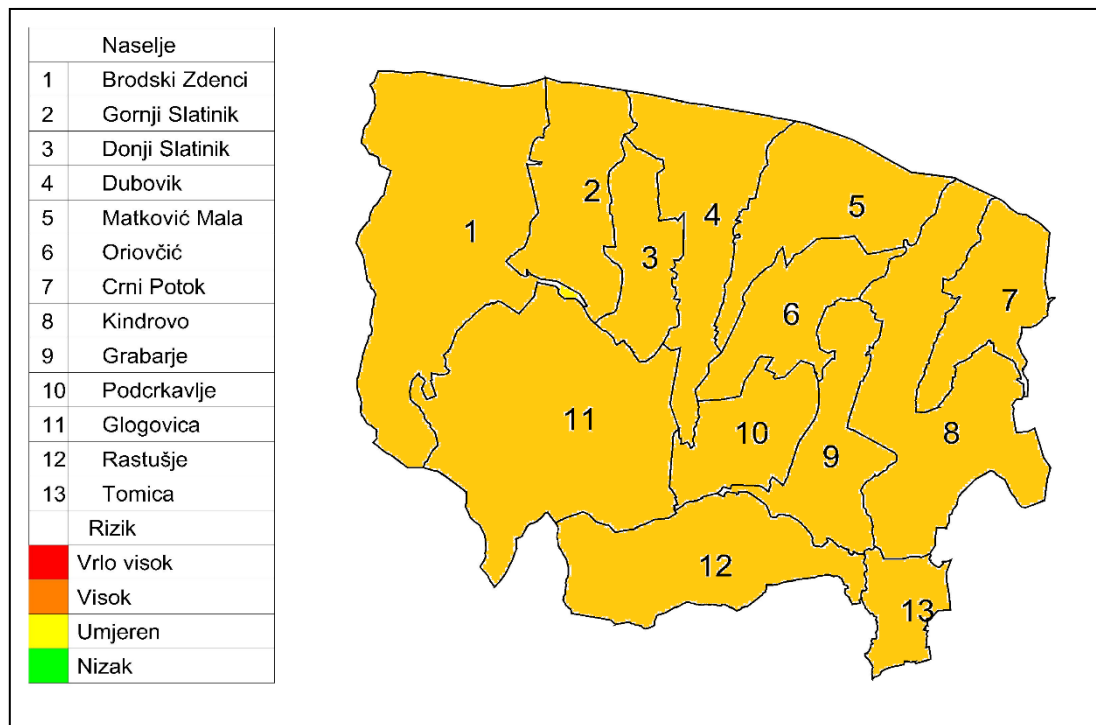 Naselje
1 Brodski Zdenci
2 Gornji Slatinik
3 Donji Slatinik
4 Dubovik
5 Matković Mala
6 Oriovčić
7 Crni Potok
8 Kindrovo
9 Grabarje
10 Podcrkavlje
11 Glogovica
12 Rastušje
13 Tomica
Rizik
Vrlo visok
Visok
Umjeren
Nizak
1
2
3
4
5
6
7
8
9
10
11
12
13